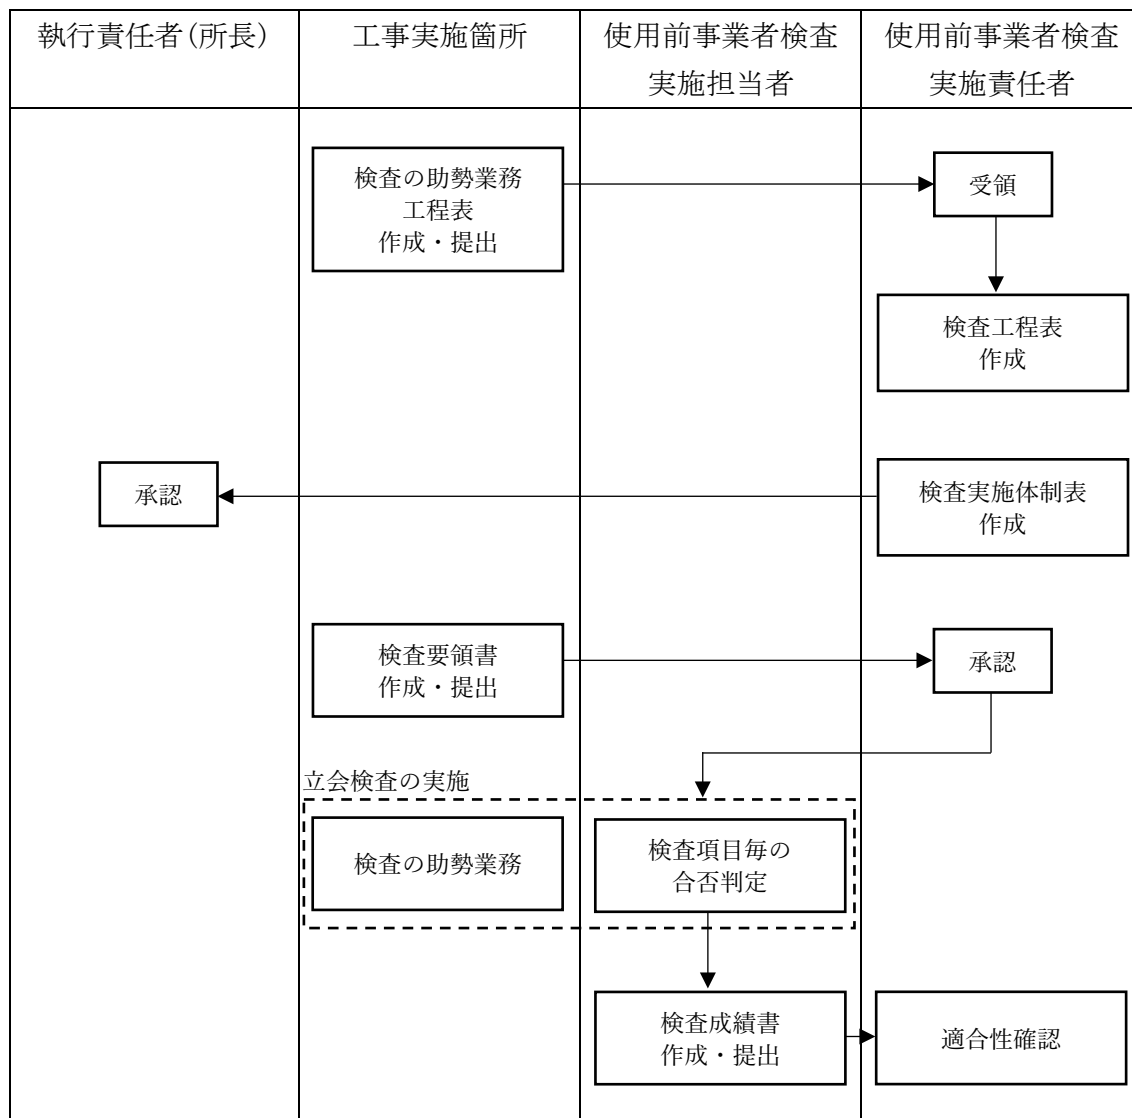 執行責任者(所長)
工事実施箇所
使用前事業者検査
実施担当者
使用前事業者検査
実施責任者
検査の助勢業務
工程表
作成・提出
受領
検査工程表
作成
承認
検査実施体制表
作成
検査要領書
作成・提出
承認
立会検査の実施
検査の助勢業務
検査項目毎の
合否判定
検査成績書
作成・提出
適合性確認